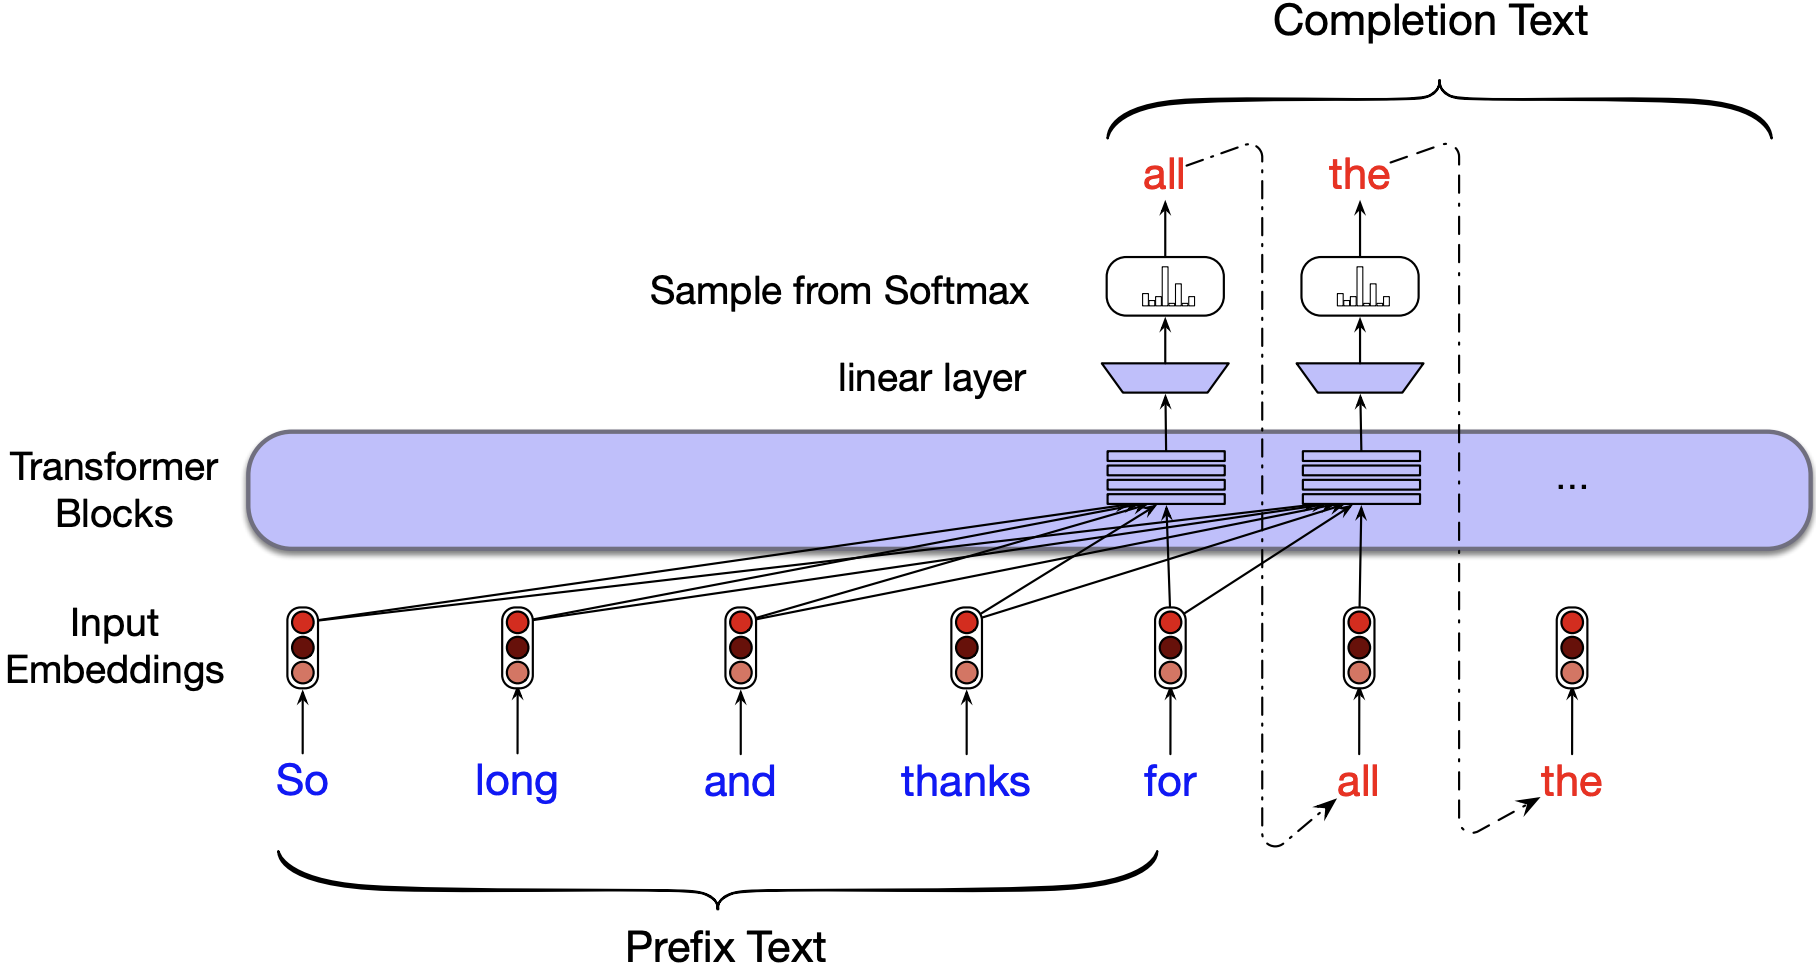 Completion Text
all the
Sample from Softmax
linear layer
Transformer
Blocks
...
Input
Embeddings
So long and thanks for all the
Prefix Text